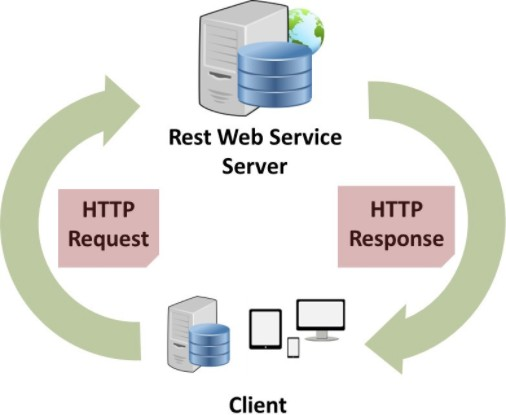 Rest Web Service
Server
HTTP
Request
HTTP
Response
Client